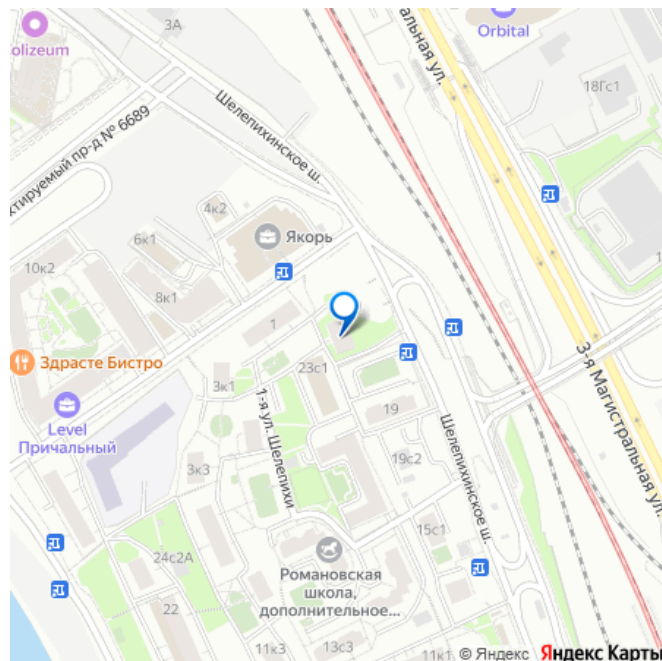 olizeum
3А
Orbital
альная ул.
18Гс1
Шелепихинское ш.
ктируемый пр-д № 6689
4к2
Якорь
6к1
10к2
8к1
1
Здрасте Бистро
23с1
3к1
3-я Магистральная ул.
Level
Причальный
1-я ул. Шелепихи
19
Шелепихинское ш.
19с2
3к3
15с1
24с2А
Романовская
школа,
дополнительное...
22
11к3
13с3
11к1
© Яндекс Яндекс Карты